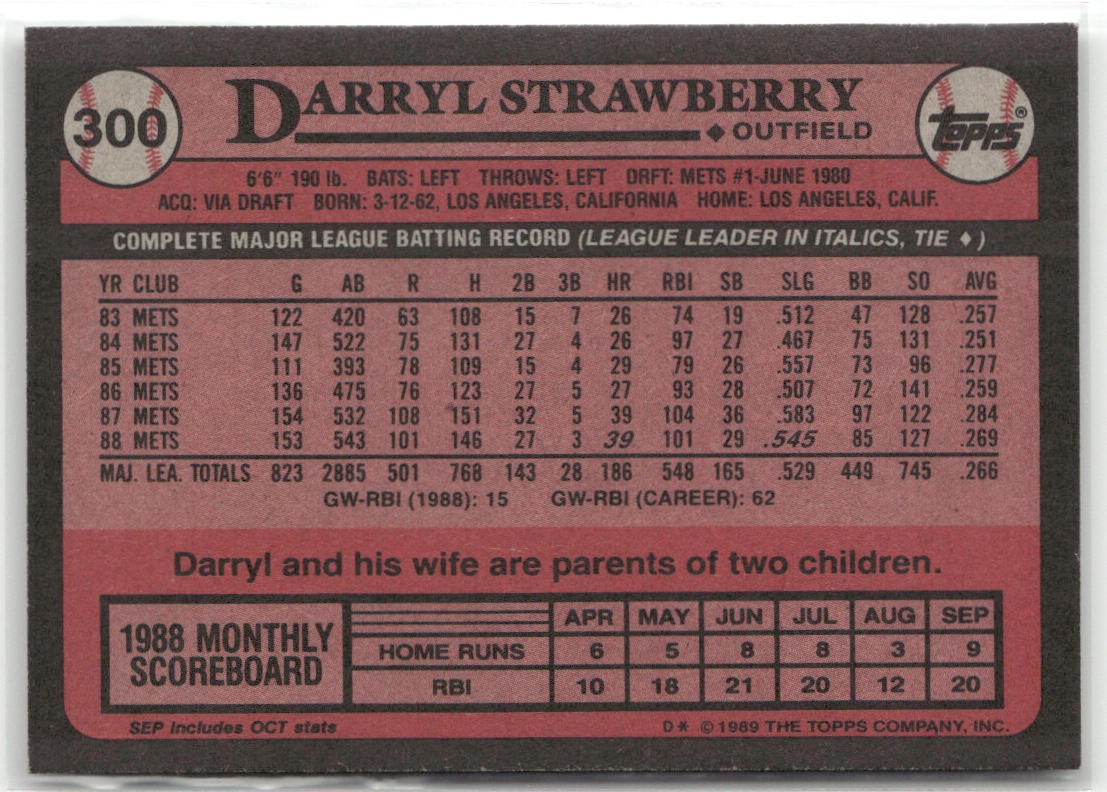 300
DARRYL STRAWBERRY
♦ OUTFIELD
TOPPS®
6'6" 190 lb. BATS: LEFT THROWS: LEFT DRFT: METS #1-JUNE 1980
ACQ: VIA DRAFT BORN: 3-12-62, LOS ANGELES, CALIFORNIA HOME: LOS ANGELES, CALIF.
COMPLETE MAJOR LEAGUE BATTING RECORD (LEAGUE LEADER IN ITALICS, TIE ♦)
YR CLUB G AB R H 2B 3B HR RBI SB SLG BB SO AVG
83 METS 122 420 63 108 15 7 26 74 19 .512 47 128 .257
84 METS 147 522 75 131 27 4 26 97 27 .467 75 131 .251
85 METS 111 393 78 109 15 4 29 79 26 .557 73 96 .277
86 METS 136 475 76 123 27 5 27 93 28 .507 72 141 .259
87 METS 154 532 108 151 32 5 39 104 36 .583 97 122 .284
88 METS 153 543 101 146 27 3 39 101 29 .545 85 127 .269
MAJ. LEA. TOTALS 823 2885 501 768 143 28 186 548 165 .529 449 745 .266
GW-RBI (1988): 15 GW-RBI (CAREER): 62
Darryl and his wife are parents of two children.
1988 MONTHLY SCOREBOARD
APR MAY JUN JUL AUG SEP
HOME RUNS 6 5 8 8 3 9
RBI 10 18 21 20 12 20
SEP Includes OCT stats
D* © 1989 THE TOPPS COMPANY, INC.